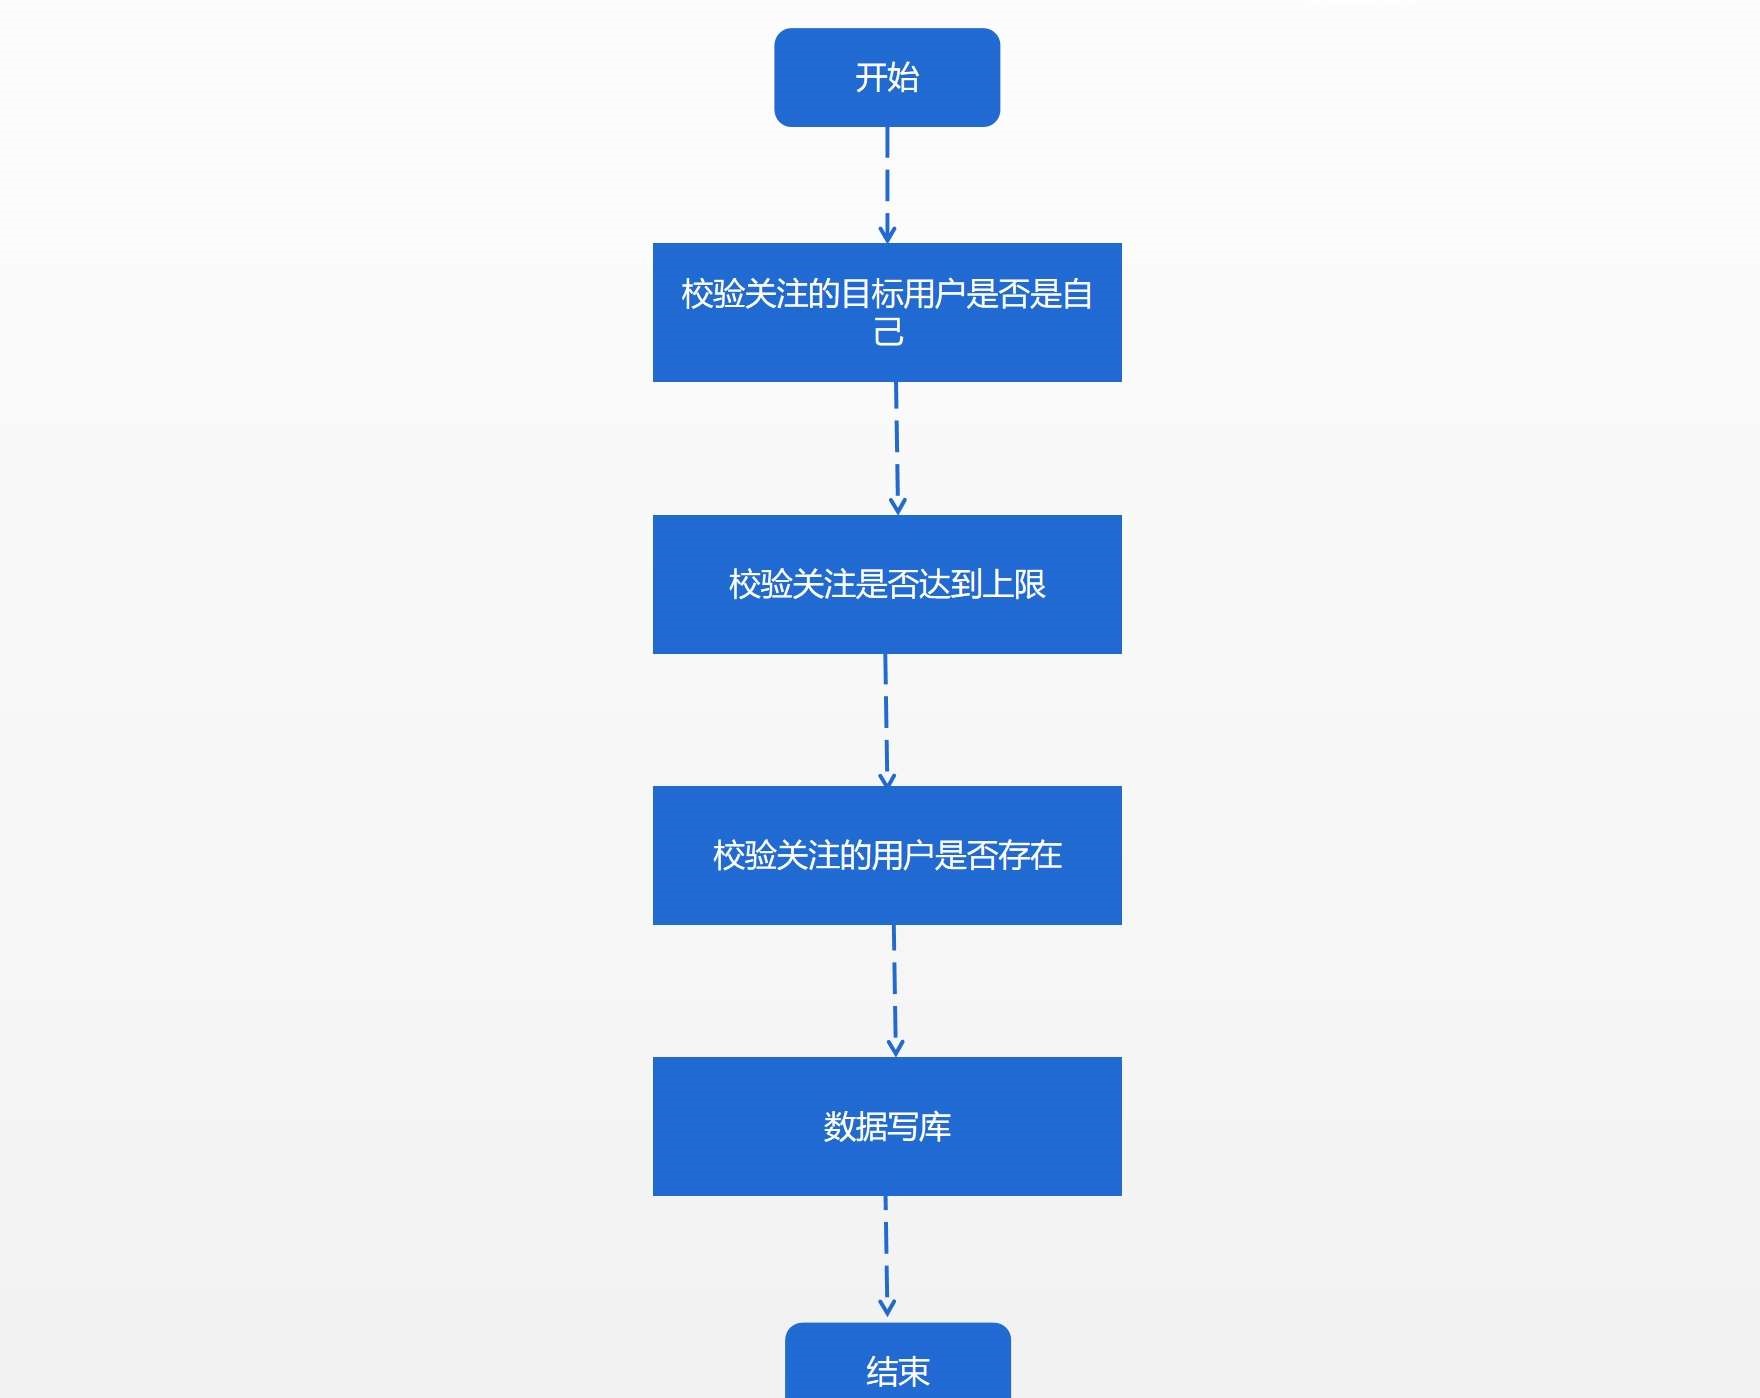 开始
校验关注的目标用户是否是自
己
校验关注是否达到上限
校验关注的用户是否存在
数据写库
结束